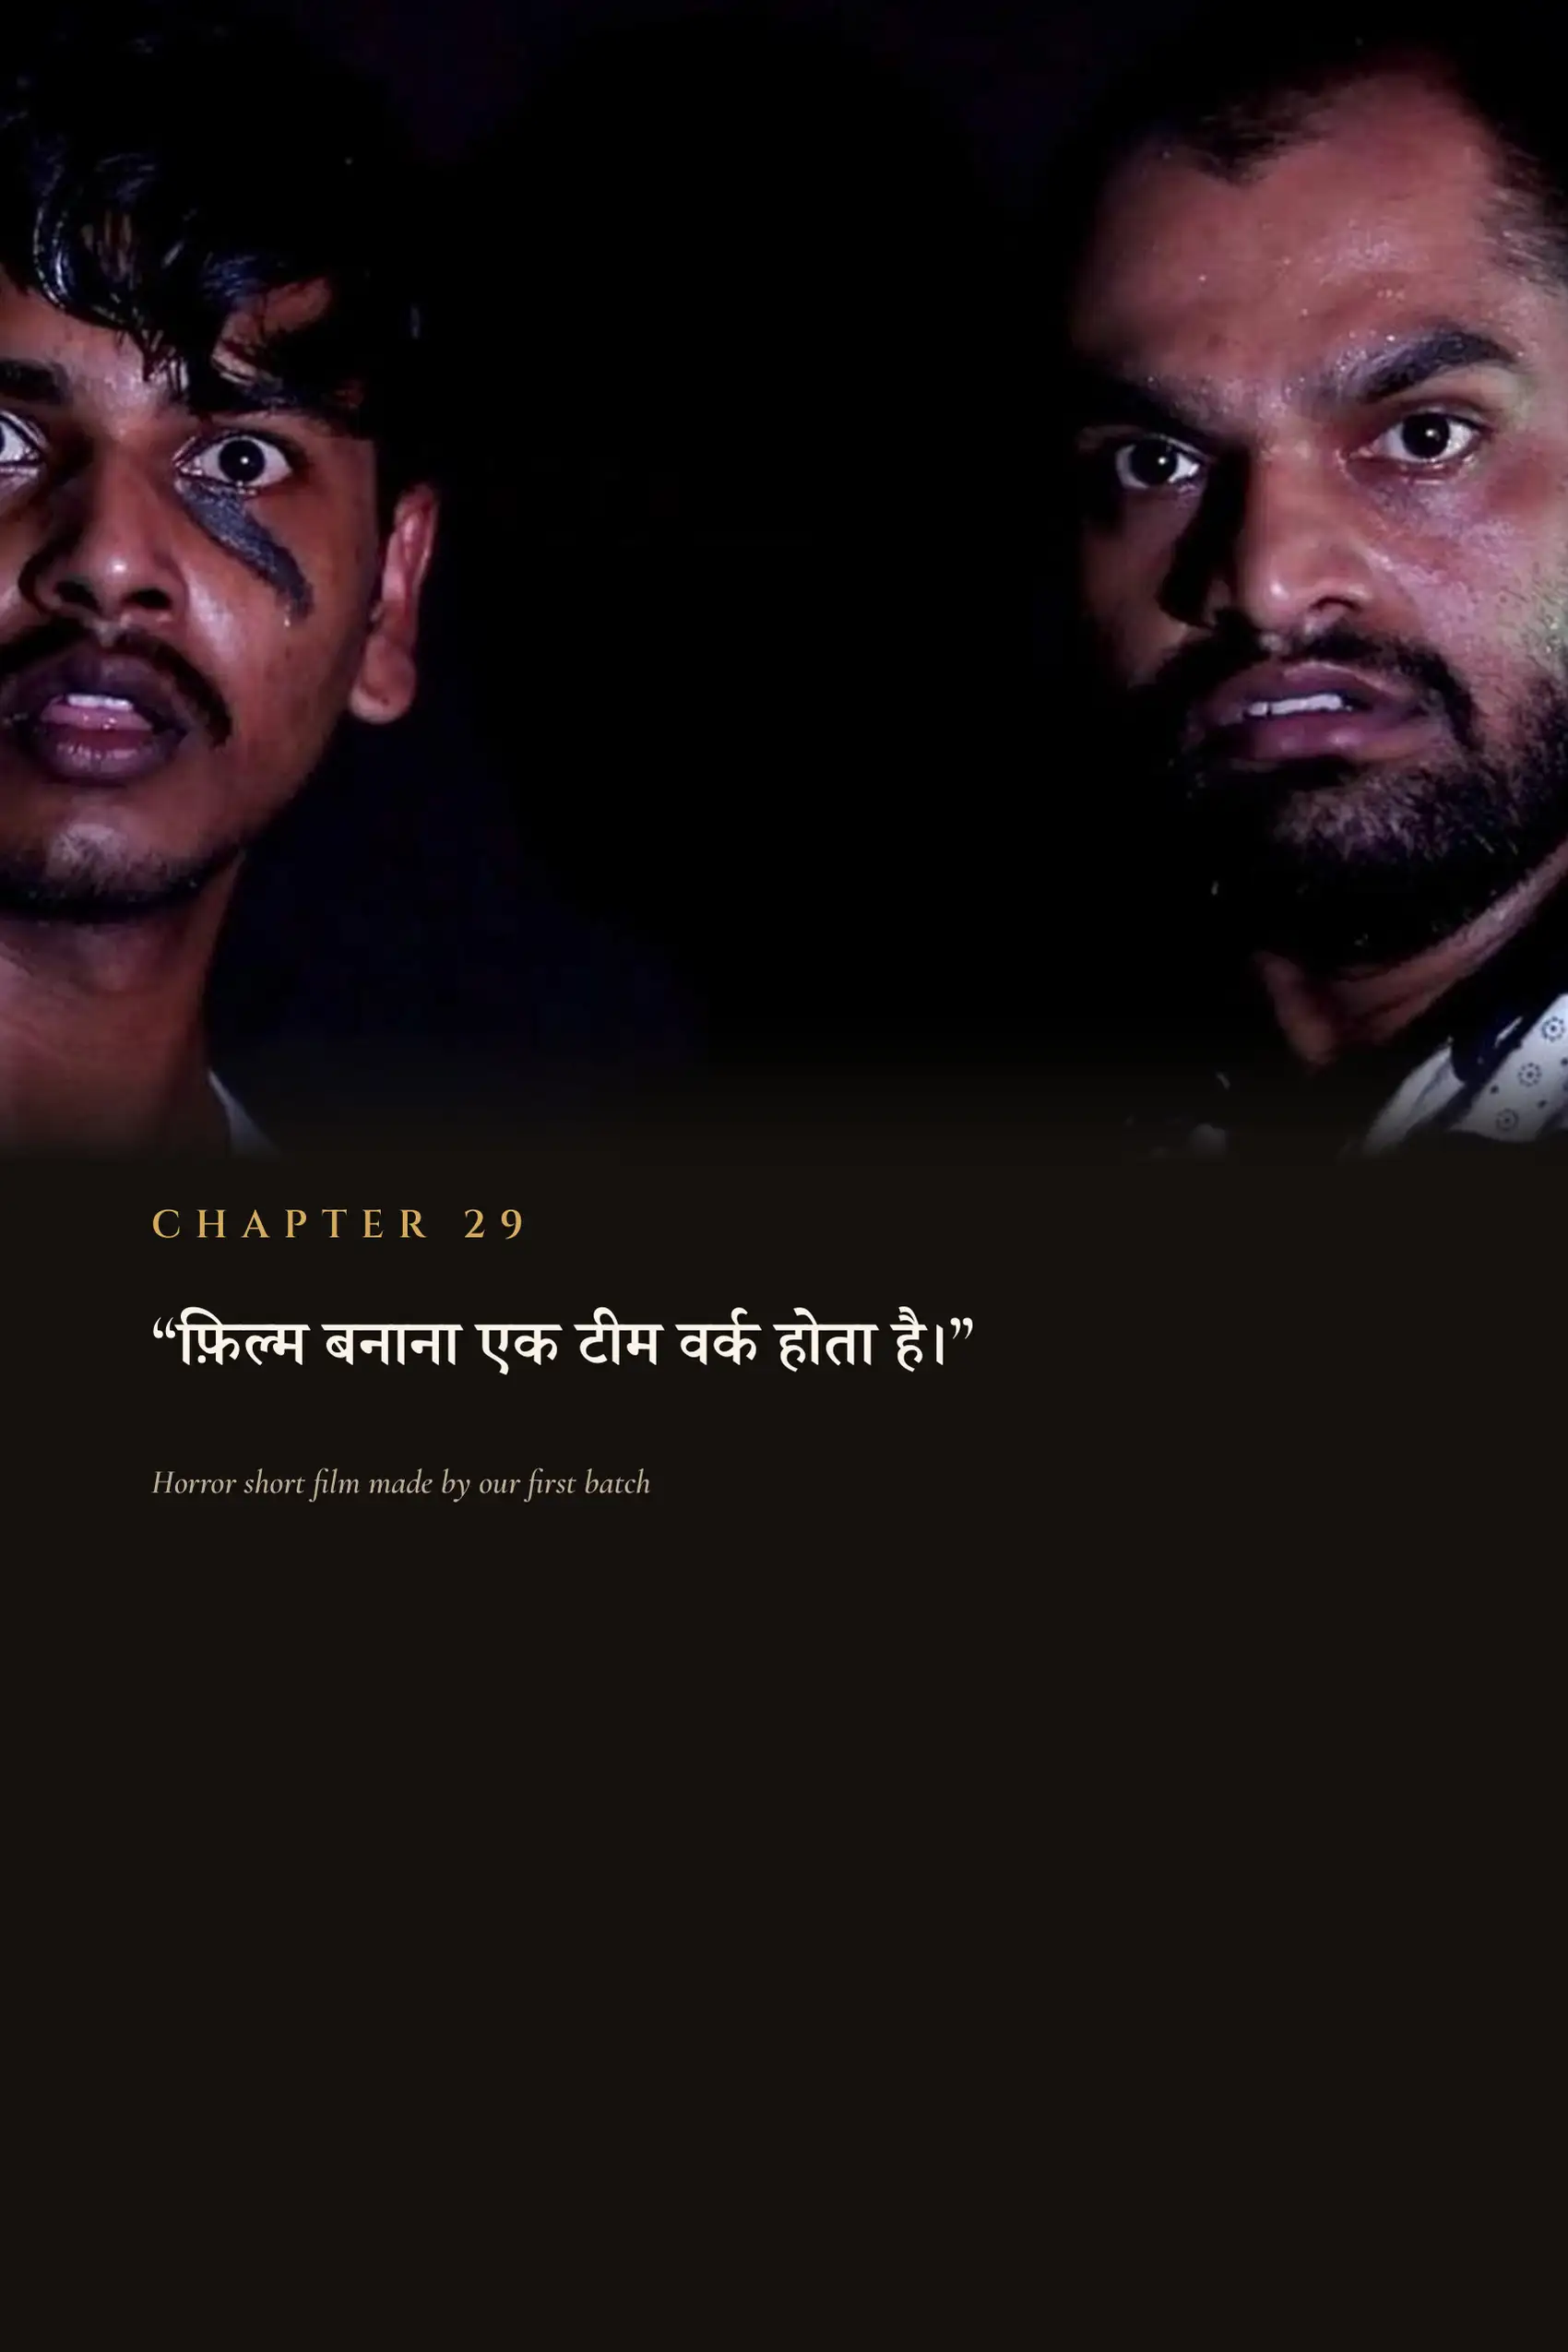 CHAPTER 29
“फ़िल्म बनाना एक टीम वर्क होता है।”
Horror short film made by our first batch